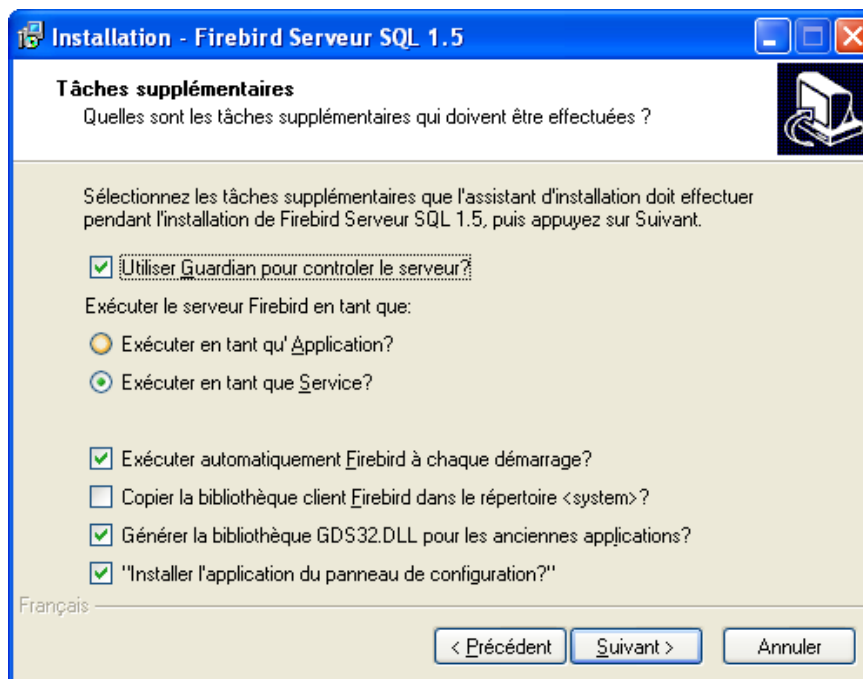 Installation - Firebird Serveur SQL 1.5
Tâches supplémentaires
Quelles sont les tâches supplémentaires qui doivent être effectuées ?
Sélectionnez les tâches supplémentaires que l'assistant d'installation doit effectuer
pendant l'installation de Firebird Serveur SQL 1.5, puis appuyez sur Suivant.
Utiliser Guardian pour controler le serveur?
Exécuter le serveur Firebird en tant que:
Exécuter en tant qu' Application?
Exécuter en tant que Service?
Exécuter automatiquement Firebird à chaque démarrage?
Copier la bibliothèque client Firebird dans le répertoire <system>?
Générer la bibliothèque GDS32.DLL pour les anciennes applications?
"Installer l'application du panneau de configuration?"
Français
< Précédent
Suivant >
Annuler